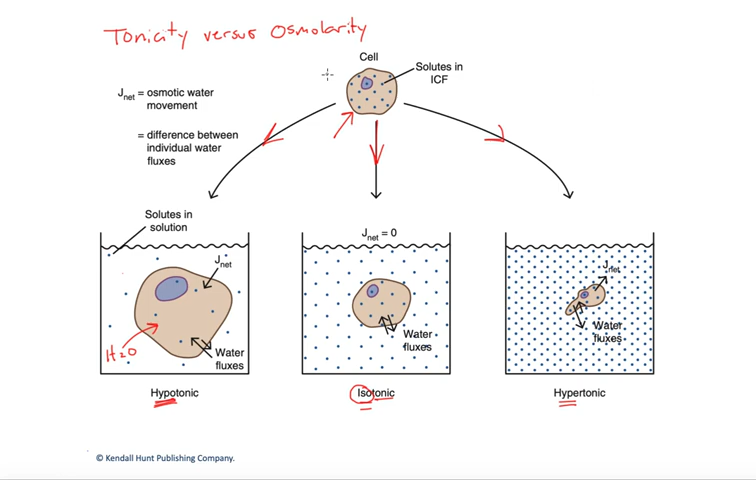 Tonicity versus Osmolarity
Cell
Solutes in
ICF
Jnet = osmotic water
movement
= difference between
individual water
fluxes
Solutes in
solution
Jnet
H2O
Water
fluxes
Hypotonic
Jnet = 0
Water
fluxes
Isotonic
Jnet
Water
fluxes
Hypertonic
© Kendall Hunt Publishing Company.